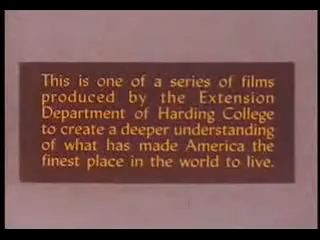 This is one of a series of films
produced by the Extension
Department of Harding College
to create a deeper understanding
of what has made America the
finest place in the world to live.